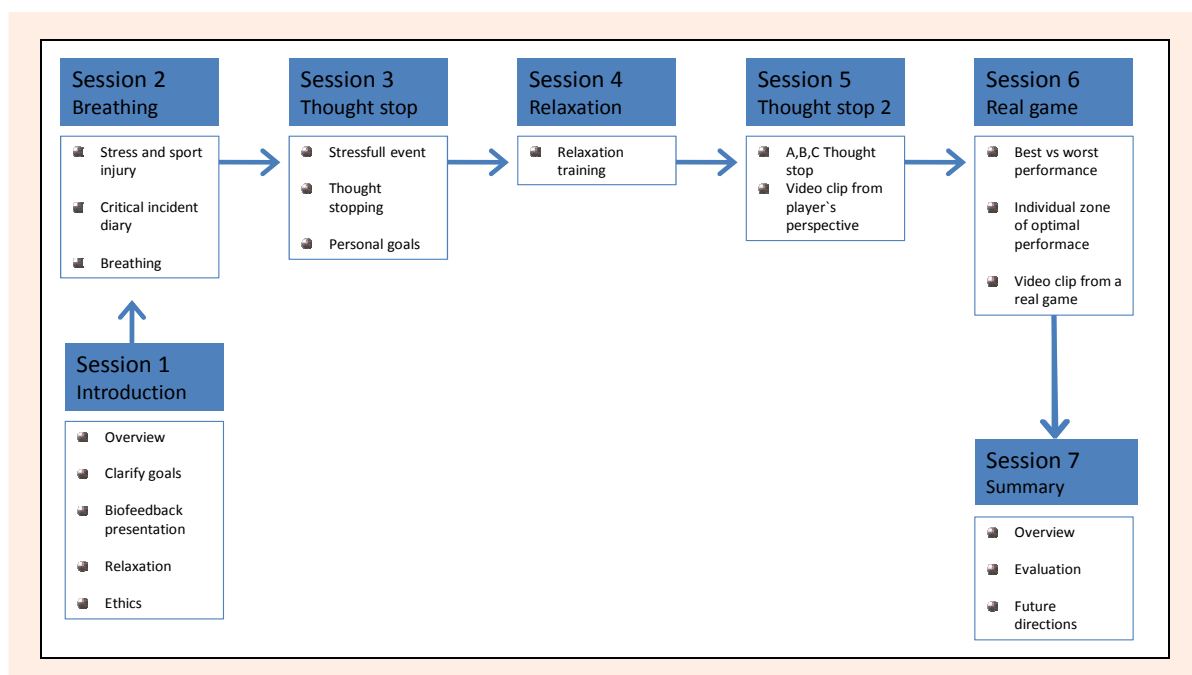 Session 2
Breathing
Stress and sport
injury
Critical incident
diary
Breathing
Session 3
Thought stop
Stressfull event
Thought
stopping
Personal goals
Session 4
Relaxation
Relaxation
training
Session 5
Thought stop 2
A,B,C Thought
stop
Video clip from
player`s
perspective
Session 6
Real game
Best vs worst
performance
Individual zone
of optimal
performace
Video clip from a
real game
Session 1
Introduction
Overview
Clarify goals
Biofeedback
presentation
Relaxation
Ethics
Session 7
Summary
Overview
Evaluation
Future
directions